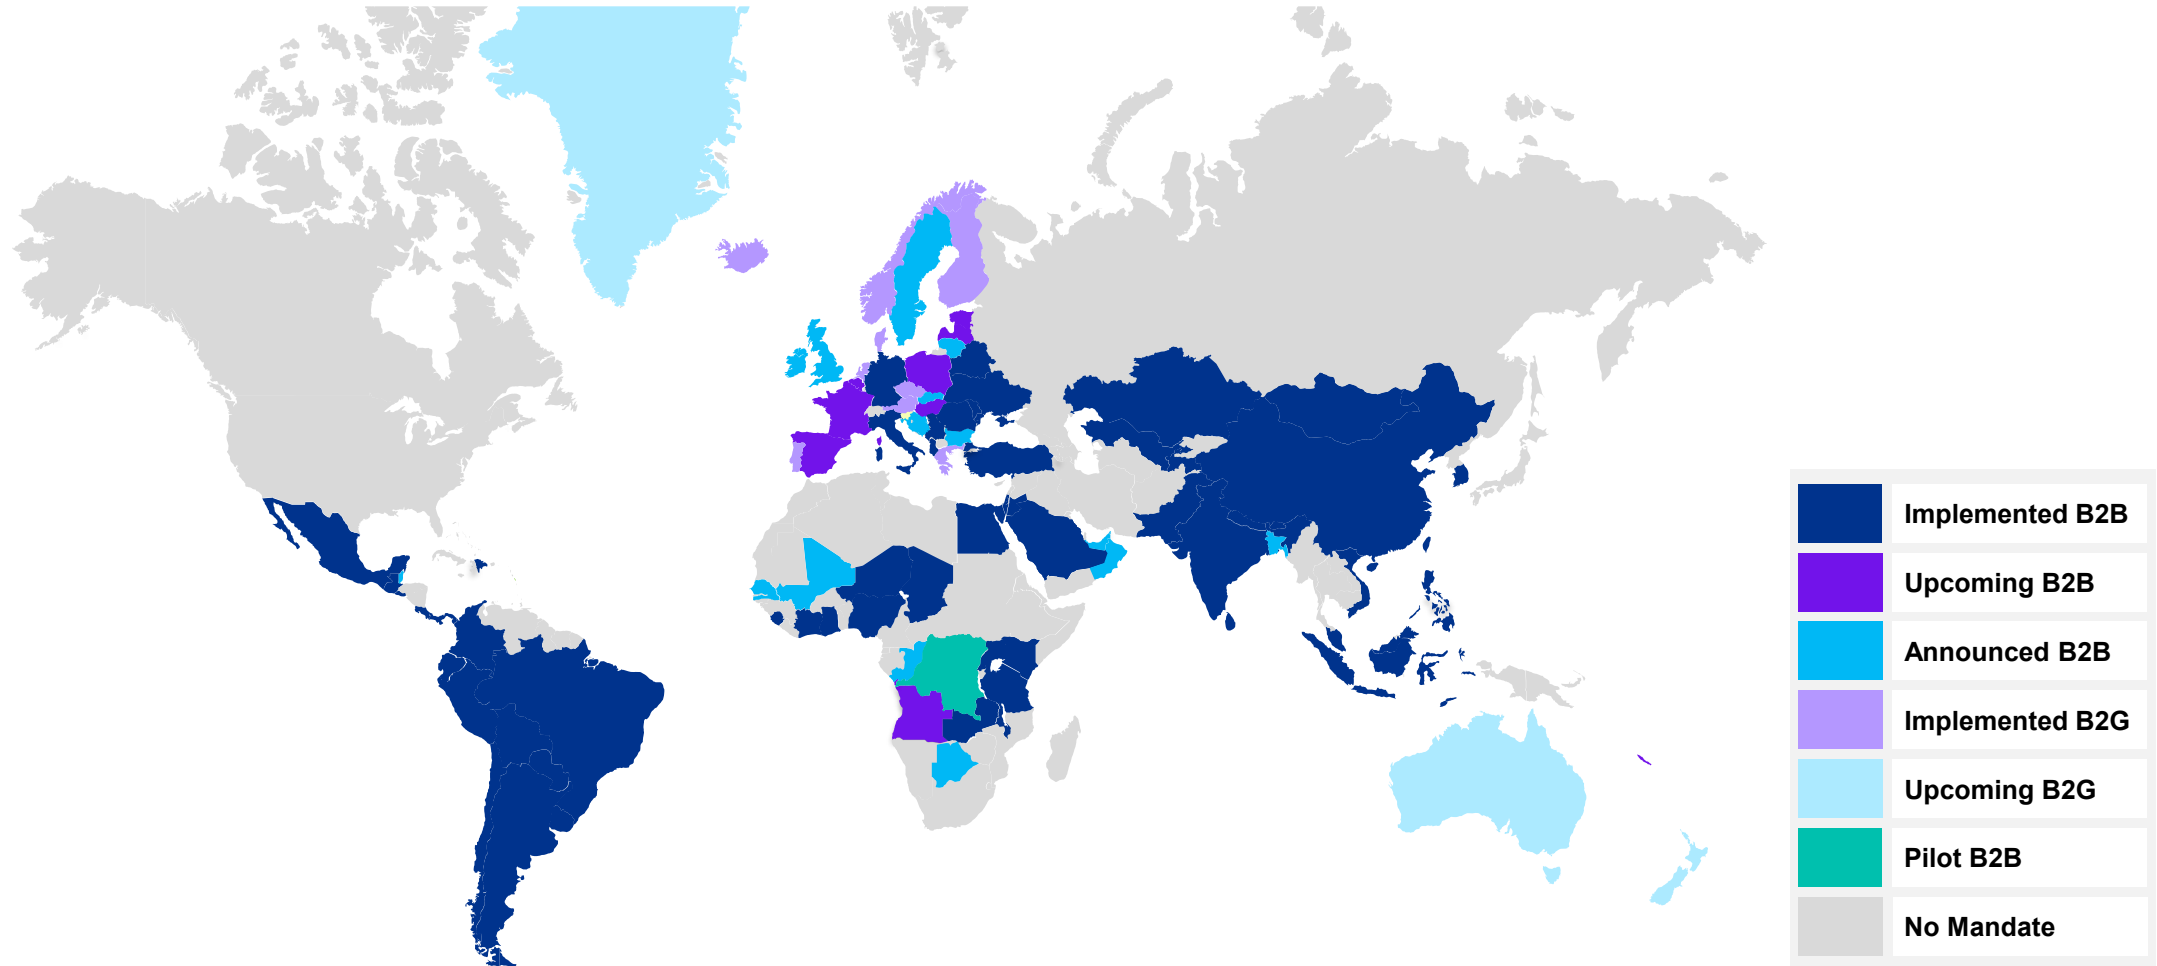 Implemented B2B
Upcoming B2B
Announced B2B
Implemented B2G
Upcoming B2G
Pilot B2B
No Mandate